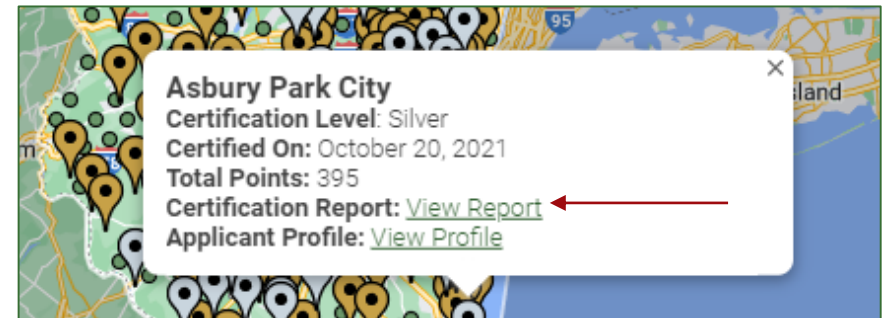 95
Asbury Park City
Certification Level: Silver
Certified On: October 20, 2021
Total Points: 395
Certification Report: View Report
Applicant Profile: View Profile
sland